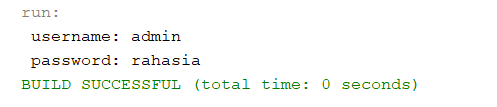 run:
username: admin
password: rahasia
BUILD SUCCESSFUL (total time: 0 seconds)